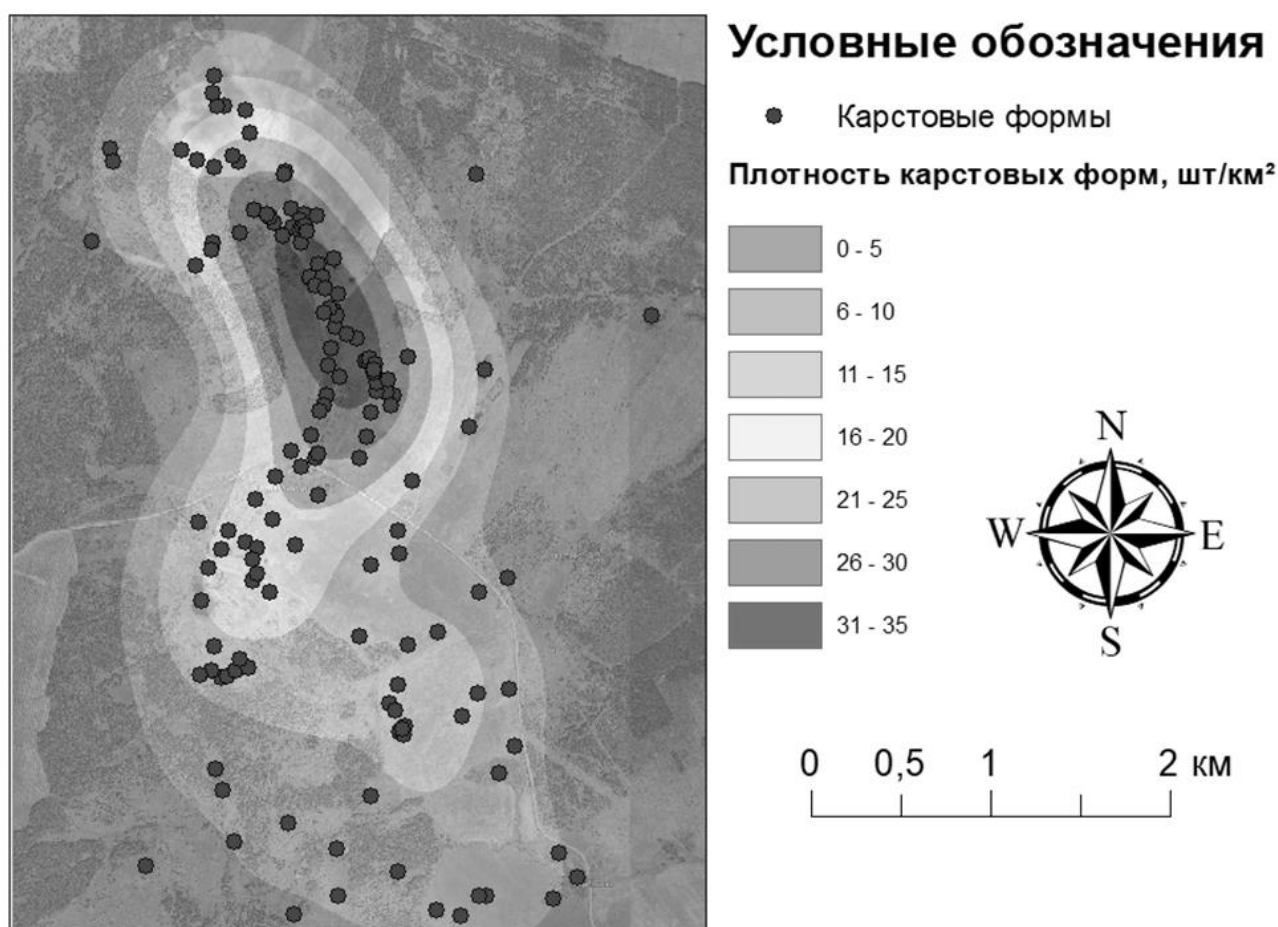 Условные обозначения
Карстовые формы
Плотность карстовых форм, шт/км²
0 - 5
6 - 10
11 - 15
16 - 20
21 - 25
26 - 30
31 - 35
N
W E
S
0 0,5 1 2 км